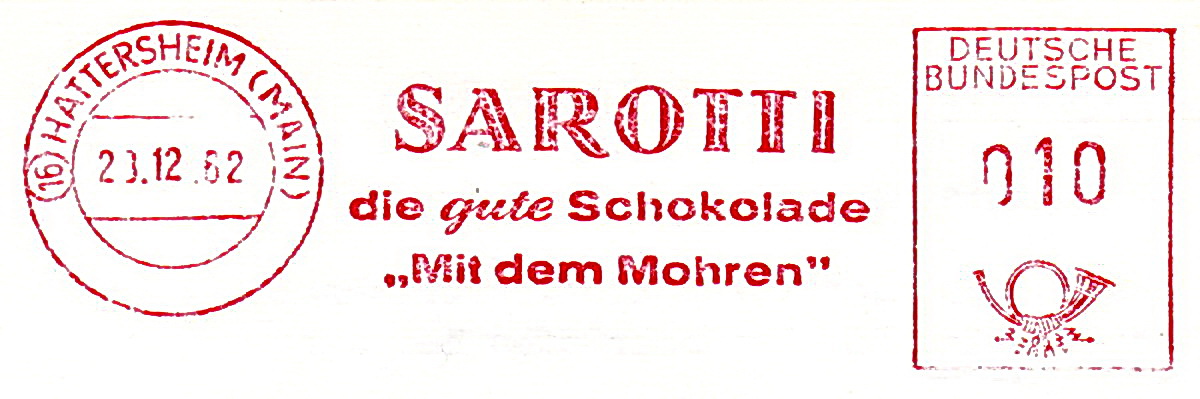 (16) HATTERSHEIM (MAIN)
23.12.62
SAROTTI
die gute Schokolade
„Mit dem Mohren”
DEUTSCHE
BUNDESPOST
010